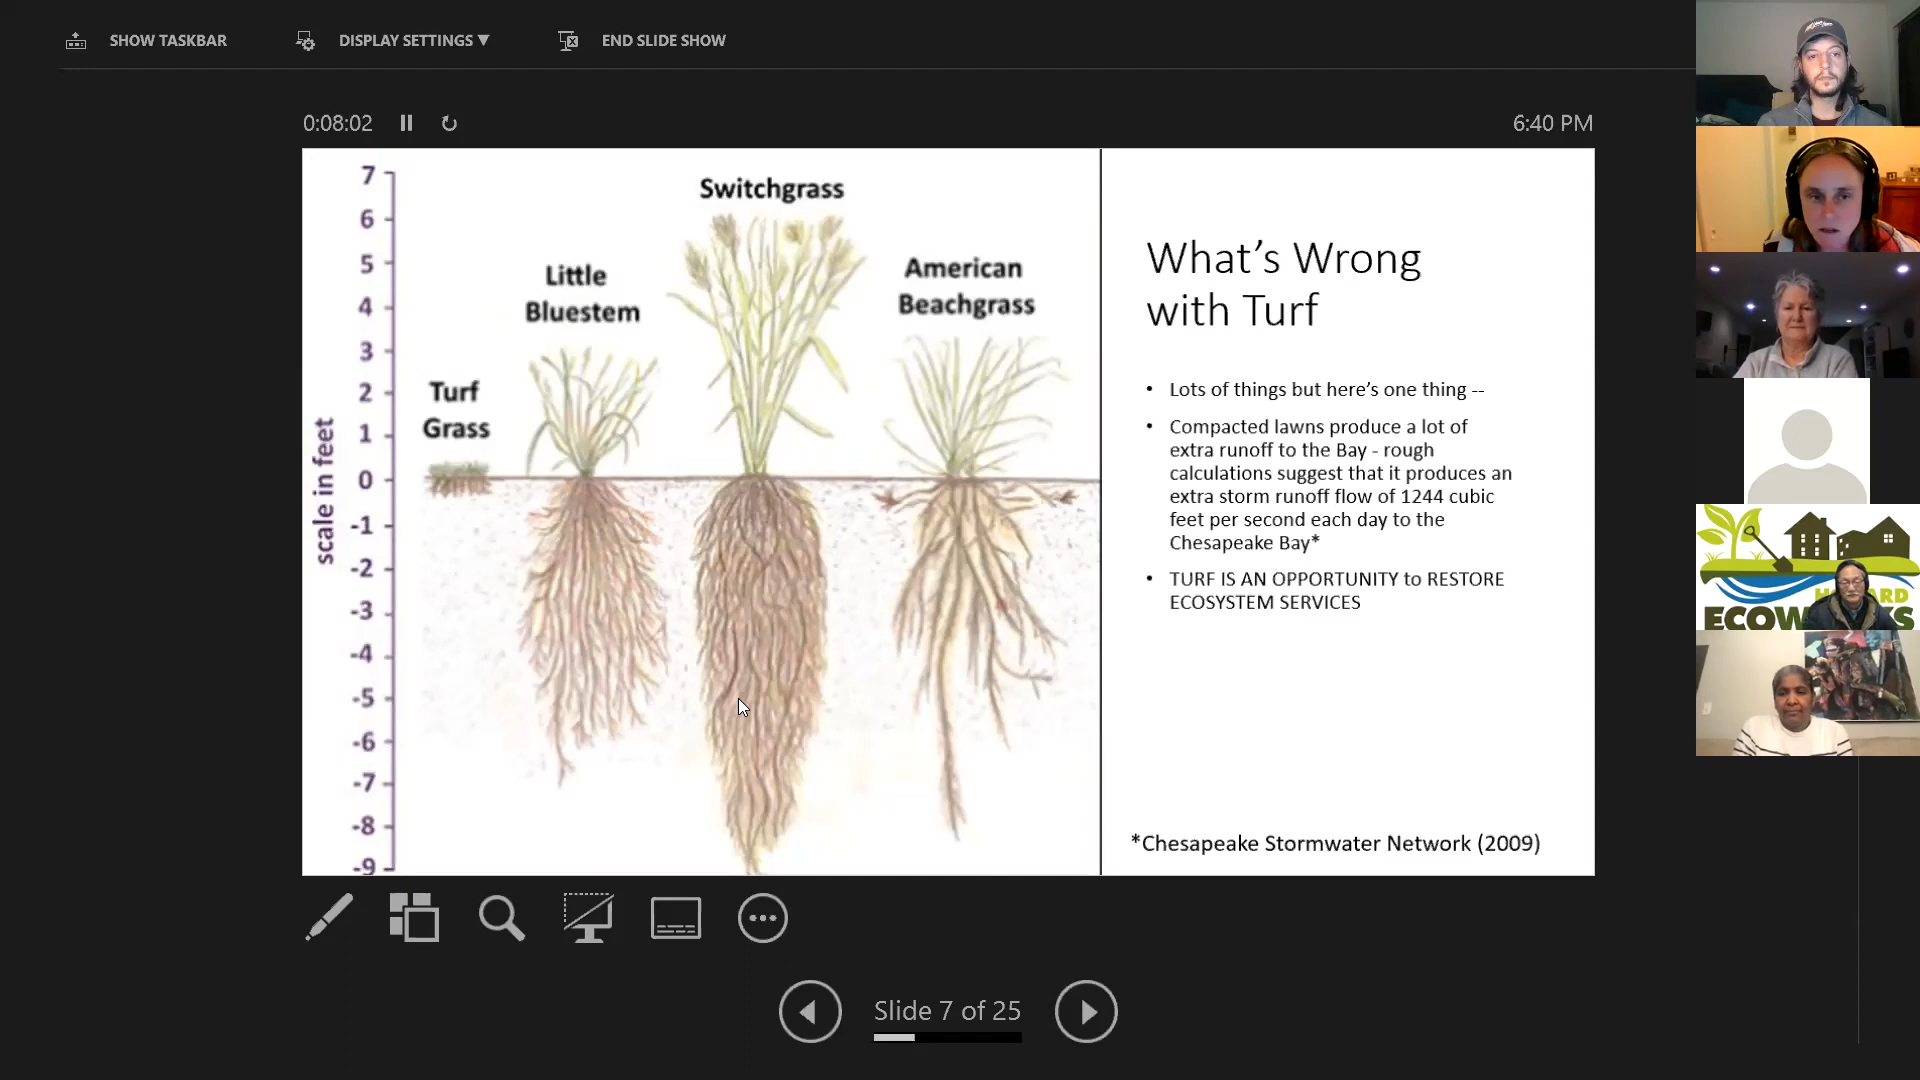 SHOW TASKBAR
DISPLAY SETTINGS ▼
END SLIDE SHOW
0:08:02
6:40 PM
7
6
5
4
3
2
1
0
-1
-2
-3
-4
-5
-6
-7
-8
-9
scale in feet
Turf
Grass
Little
Bluestem
Switchgrass
American
Beachgrass
What's Wrong
with Turf
• Lots of things but here's one thing --
• Compacted lawns produce a lot of
extra runoff to the Bay - rough
calculations suggest that it produces an
extra storm runoff flow of 1244 cubic
feet per second each day to the
Chesapeake Bay*
• TURF IS AN OPPORTUNITY to RESTORE
ECOSYSTEM SERVICES
*Chesapeake Stormwater Network (2009)
Slide 7 of 25